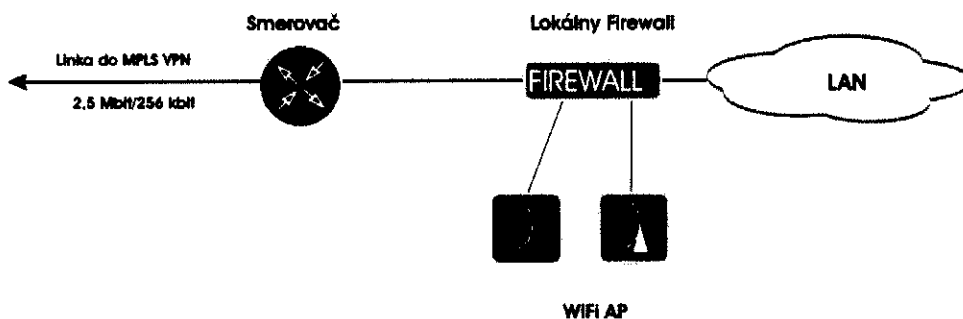 Smerovač
Lokálny Firewall
Linka do MPLS VPN
2,5 Mbit/256 kbit
FIREWALL
LAN
WiFi AP